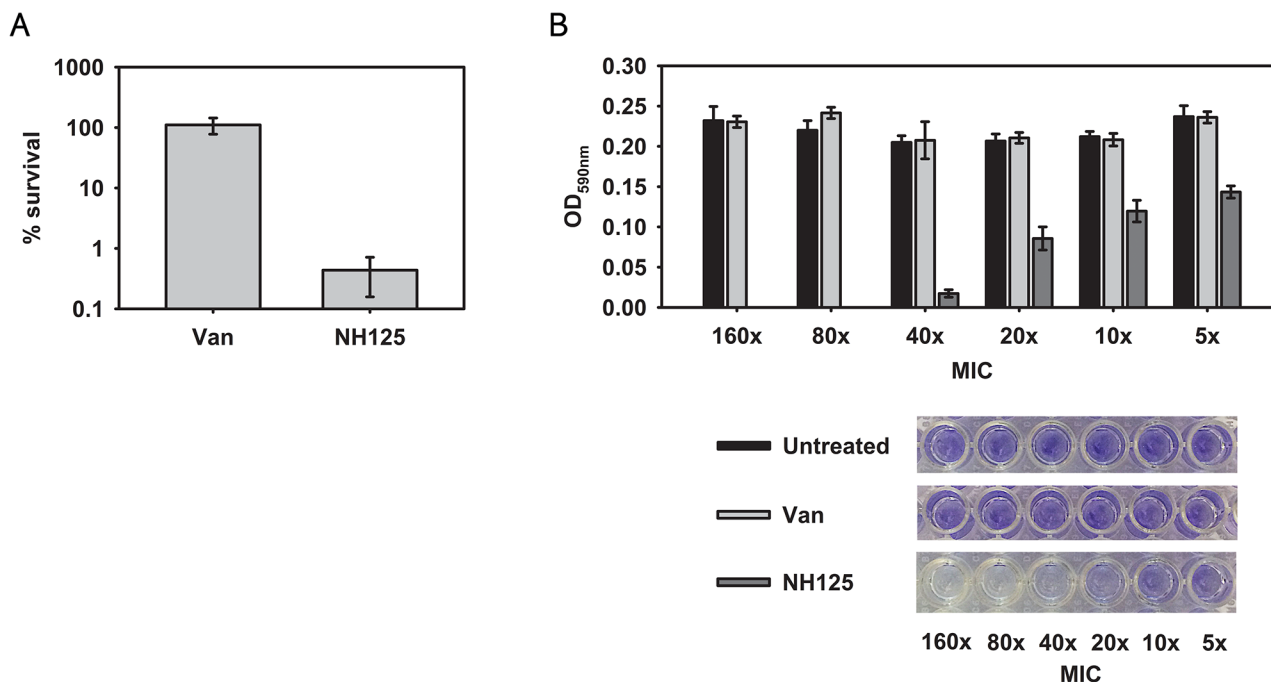 A
1000
100
10
1
0.1
% survival
Van NH125
B
0.30
0.25
0.20
0.15
0.10
0.05
0.00
OD590nm
160x 80x 40x 20x 10x 5x
MIC
Untreated
Van
NH125
160x 80x 40x 20x 10x 5x
MIC